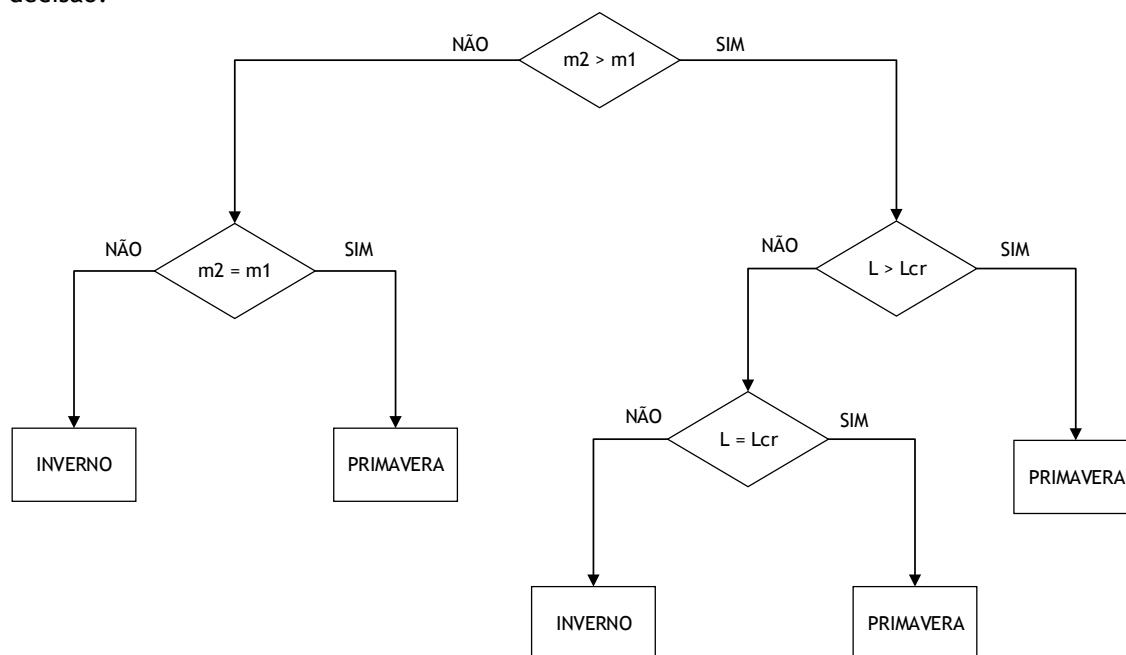 decisão:
NÃO
m2 > m1
SIM
NÃO
m2 = m1
SIM
NÃO
L > Lcr
SIM
NÃO
L = Lcr
SIM
INVERNO
PRIMAVERA
PRIMAVERA
INVERNO
PRIMAVERA